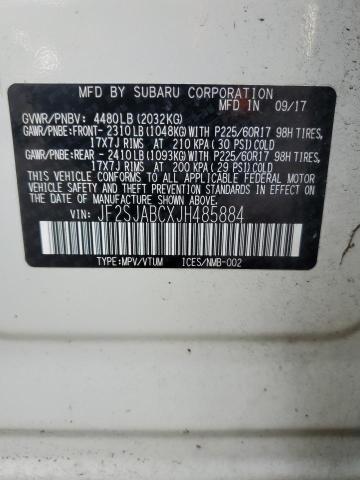 MFD BY SUBARU CORPORATION
MFD IN 09/17
GVWR/PNBV: 4480LB (2032KG)
GAWR/PNBE: FRONT- 2310LB (1048KG) WITH P225/60R17 98H TIRES,
17X7J RIMS AT 210 KPA (30 PSI) COLD
GAWR/PNBE: REAR - 2410LB (1093KG) WITH P225/60R17 98H TIRES,
17X7J RIMS AT 200 KPA (29 PSI) COLD
THIS VEHICLE CONFORMS TO ALL APPLICABLE FEDERAL MOTOR
VEHICLE SAFETY AND THEFT PREVENTION STANDARDS IN EFFECT ON
THE DATE OF MANUFACTURE SHOWN ABOVE.
VIN: JF2SJABCXJH485884
TYPE:MPV/VTUM ICES/NMB-002